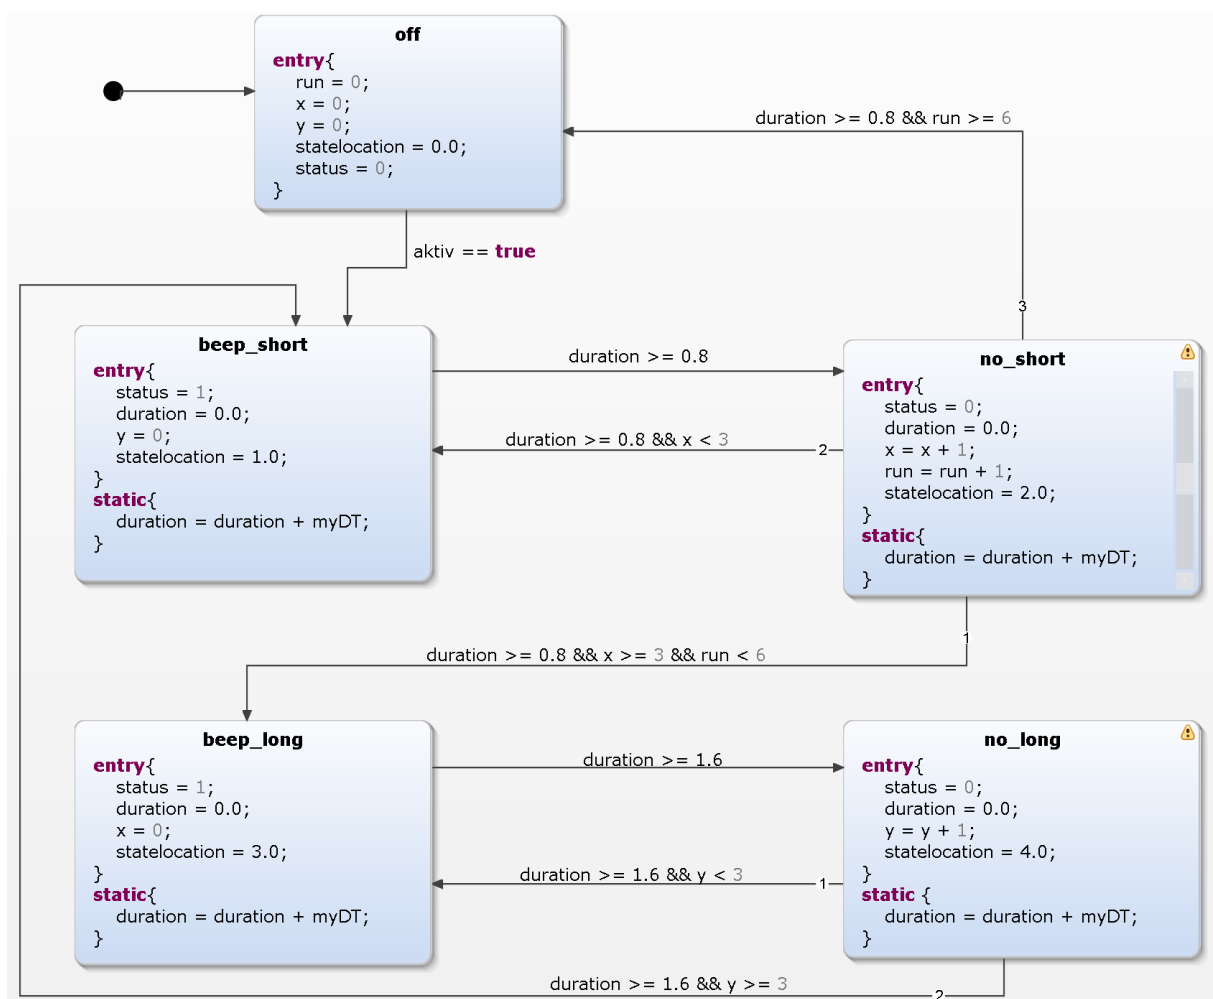 off
entry{
run = 0;
x = 0;
y = 0;
statelocation = 0.0;
status = 0;
}
duration >= 0.8 && run >= 6
3
aktiv == true
beep_short
entry{
status = 1;
duration = 0.0;
y = 0;
statelocation = 1.0;
}
static{
duration = duration + myDT;
}
duration >= 0.8
duration >= 0.8 && x < 3
2
no_short
entry{
status = 0;
duration = 0.0;
x = x + 1;
run = run + 1;
statelocation = 2.0;
}
static{
duration = duration + myDT;
}
1
duration >= 0.8 && x >= 3 && run < 6
beep_long
entry{
status = 1;
duration = 0.0;
x = 0;
statelocation = 3.0;
}
static{
duration = duration + myDT;
}
duration >= 1.6
duration >= 1.6 && y < 3
1
no_long
entry{
status = 0;
duration = 0.0;
y = y + 1;
statelocation = 4.0;
}
static {
duration = duration + myDT;
}
duration >= 1.6 && y >= 3
2